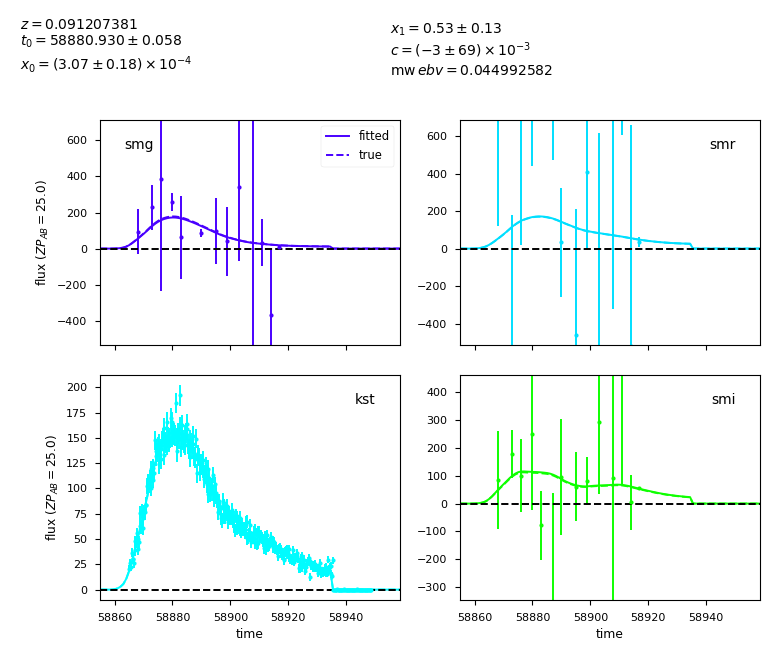 z = 0.091207381
t₀ = 58880.930 ± 0.058
x₀ = (3.07 ± 0.18) × 10⁻⁴
x₁ = 0.53 ± 0.13
c = (−3 ± 69) × 10⁻³
mw ebv = 0.044992582
smg
fitted
true
600
400
200
0
−200
−400
flux (ZP_AB = 25.0)
smr
600
400
200
0
−200
−400
kst
200
175
150
125
100
75
50
25
0
flux (ZP_AB = 25.0)
58860 58880 58900 58920 58940
time
smi
400
300
200
100
0
−100
−200
−300
58860 58880 58900 58920 58940
time